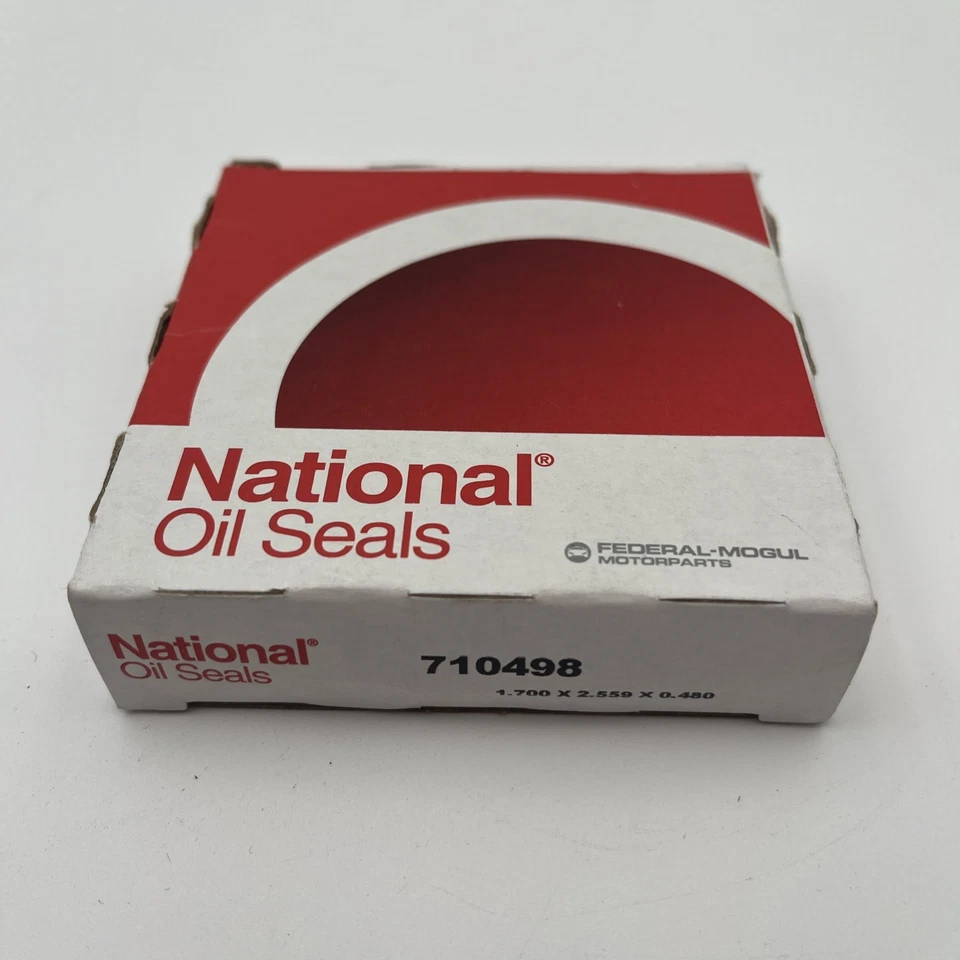 National®
Oil Seals
FEDERAL-MOGUL
MOTORPARTS
National®
Oil Seals
710498
1.700 X 2.559 X 0.480